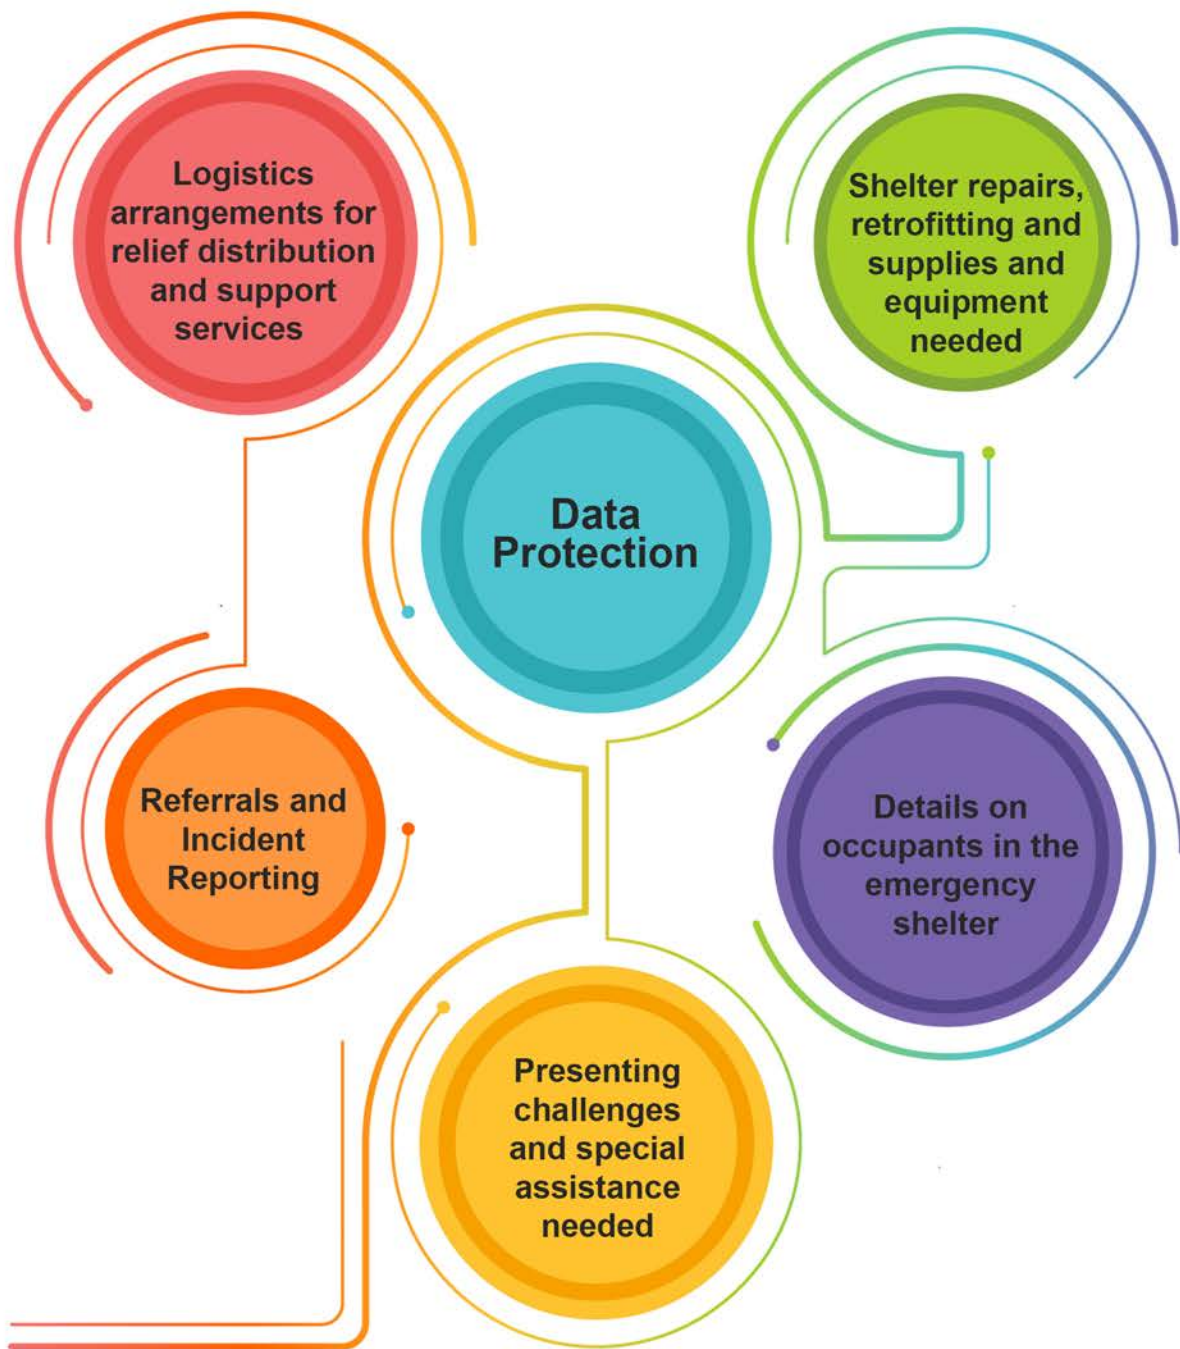 Logistics
arrangements for
relief distribution
and support
services
Shelter repairs,
retrofitting and
supplies and
equipment
needed
Data
Protection
Referrals and
Incident
Reporting
Details on
occupants in the
emergency
shelter
Presenting
challenges
and special
assistance
needed